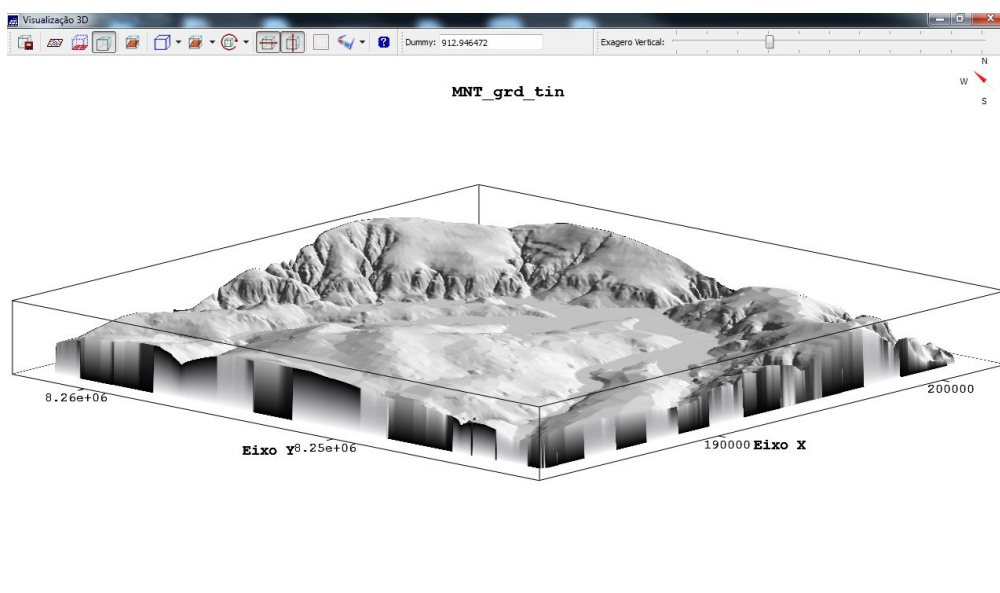 Visualização 3D
Dummy: 912.946472 Exagero Vertical:
N
W
S
MNT_grd_tin
8.26e+06
200000
190000 Eixo X
Eixo Y 8.25e+06